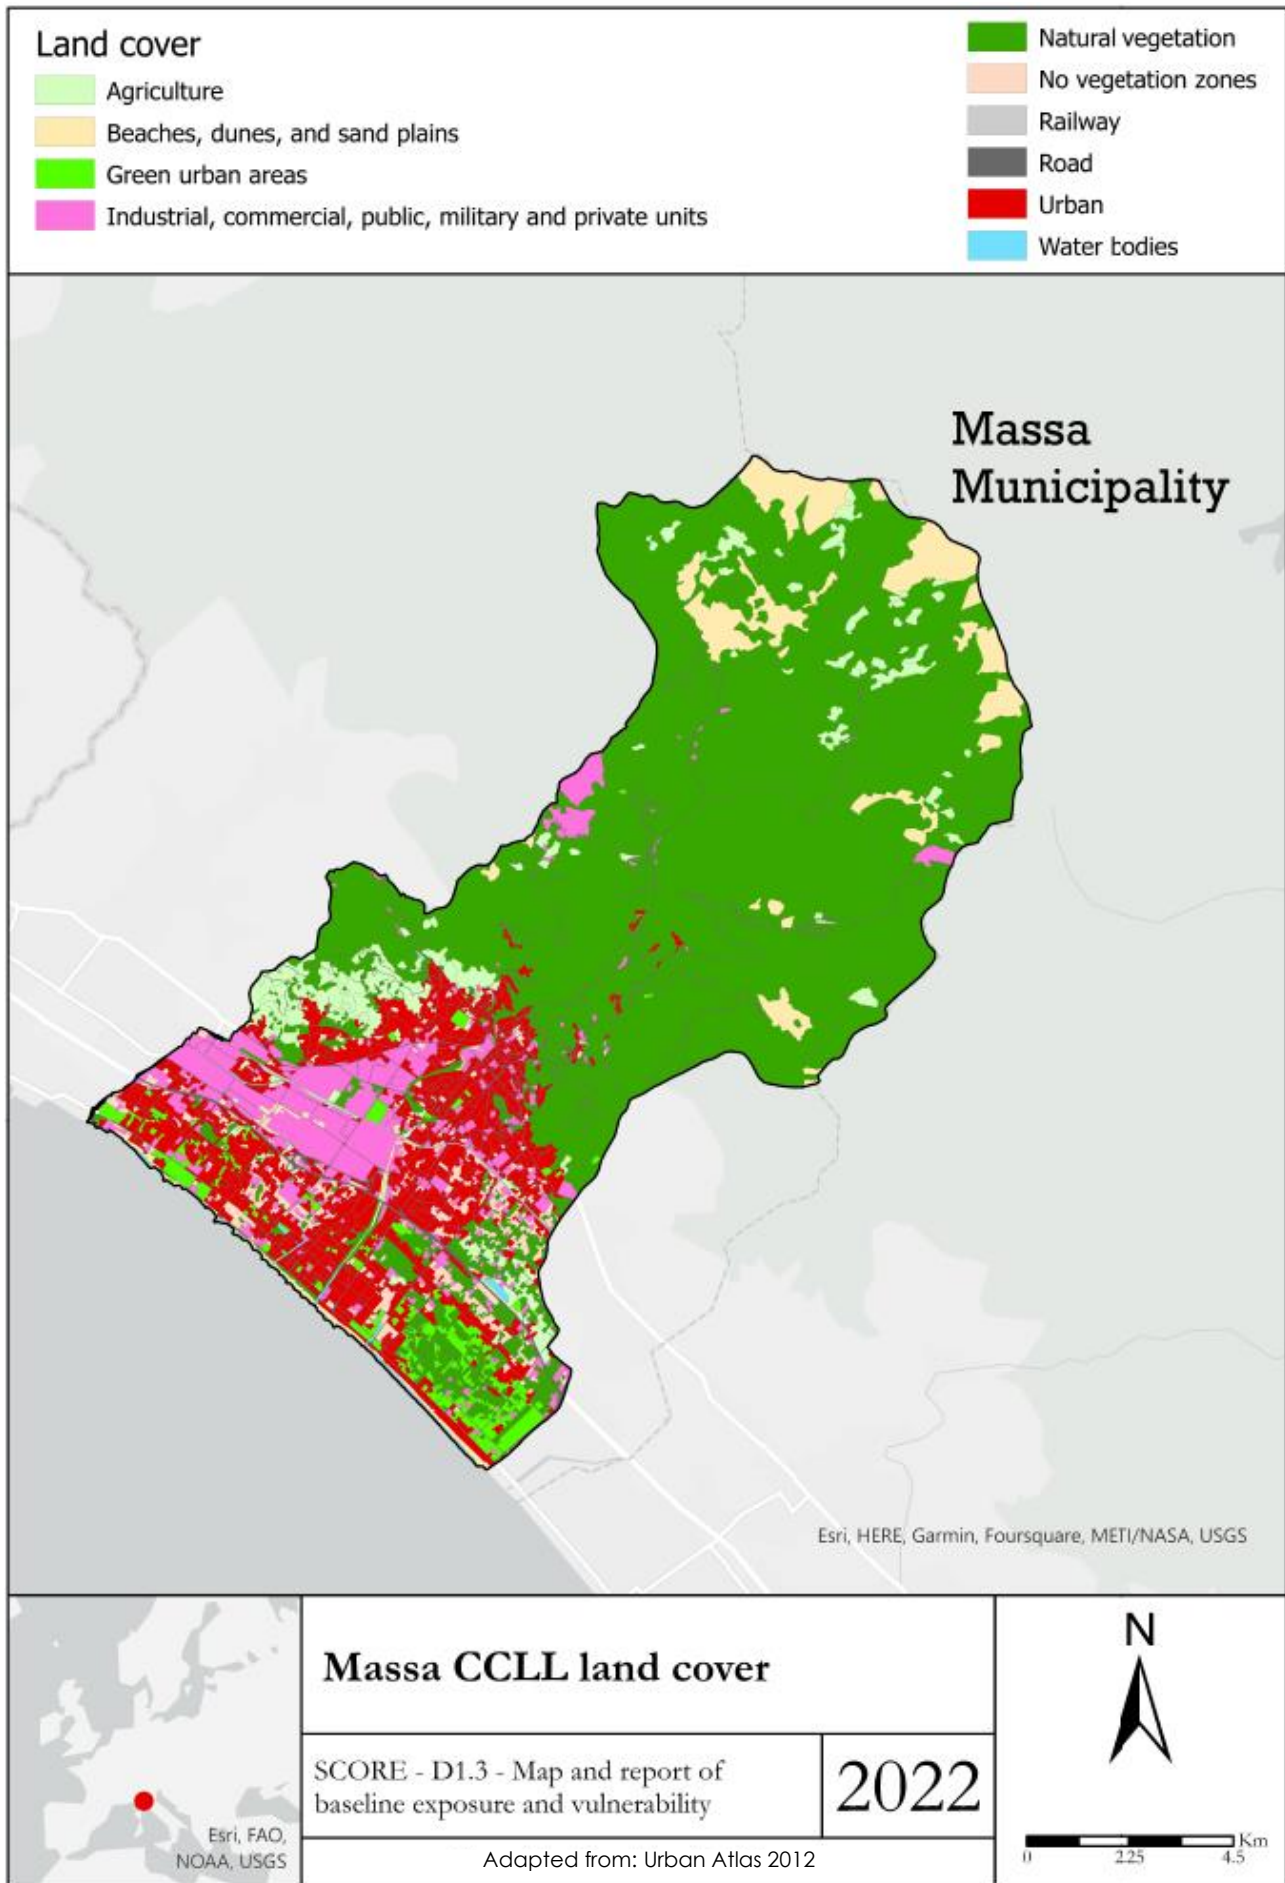 Land cover
Agriculture
Beaches, dunes, and sand plains
Green urban areas
Industrial, commercial, public, military and private units
Natural vegetation
No vegetation zones
Railway
Road
Urban
Water bodies
Massa
Municipality
Esri, HERE, Garmin, Foursquare, METI/NASA, USGS
Esri, FAO,
NOAA, USGS
Massa CCLL land cover
SCORE - D1.3 - Map and report of
baseline exposure and vulnerability
2022
Adapted from: Urban Atlas 2012
N
Km
0 2.25 4.5